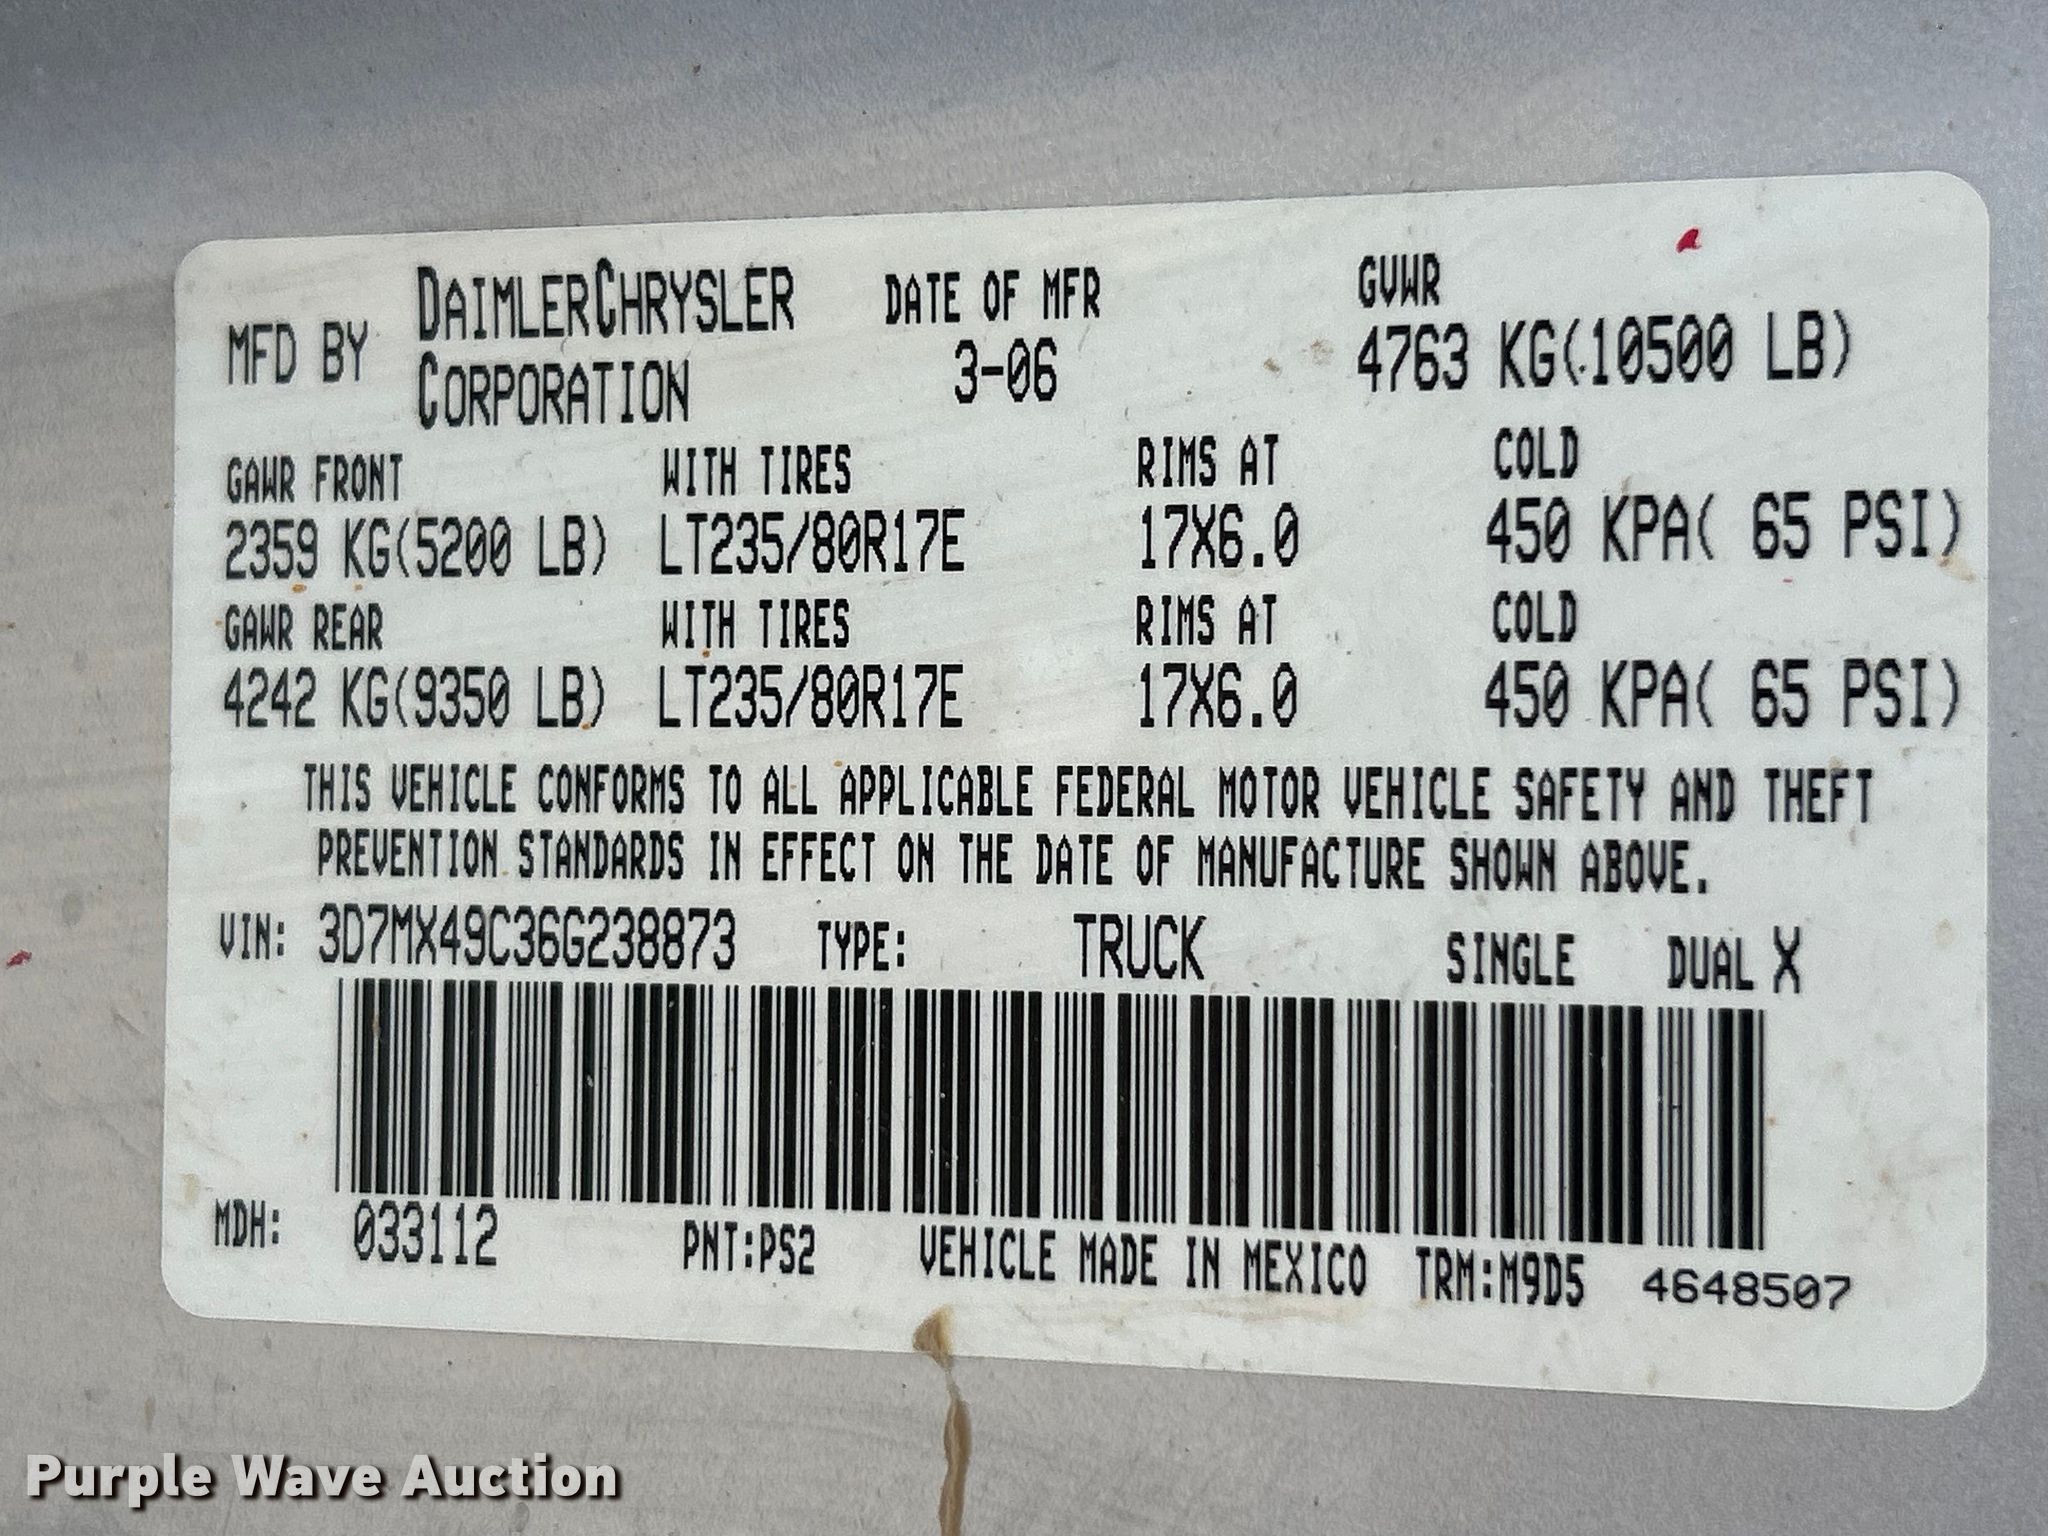 MFD BY DAIMLERCHRYSLER CORPORATION DATE OF MFR 3-06 GVWR 4763 KG(10500 LB)
GAWR FRONT WITH TIRES RIMS AT COLD
2359 KG(5200 LB) LT235/80R17E 17X6.0 450 KPA( 65 PSI)
GAWR REAR WITH TIRES RIMS AT COLD
4242 KG(9350 LB) LT235/80R17E 17X6.0 450 KPA( 65 PSI)
THIS VEHICLE CONFORMS TO ALL APPLICABLE FEDERAL MOTOR VEHICLE SAFETY AND THEFT
PREVENTION STANDARDS IN EFFECT ON THE DATE OF MANUFACTURE SHOWN ABOVE.
VIN: 3D7MX49C36G238873 TYPE: TRUCK SINGLE DUAL X
MDH: 033112 PNT:PS2 VEHICLE MADE IN MEXICO TRM:M9D5 4648507
Purple Wave Auction